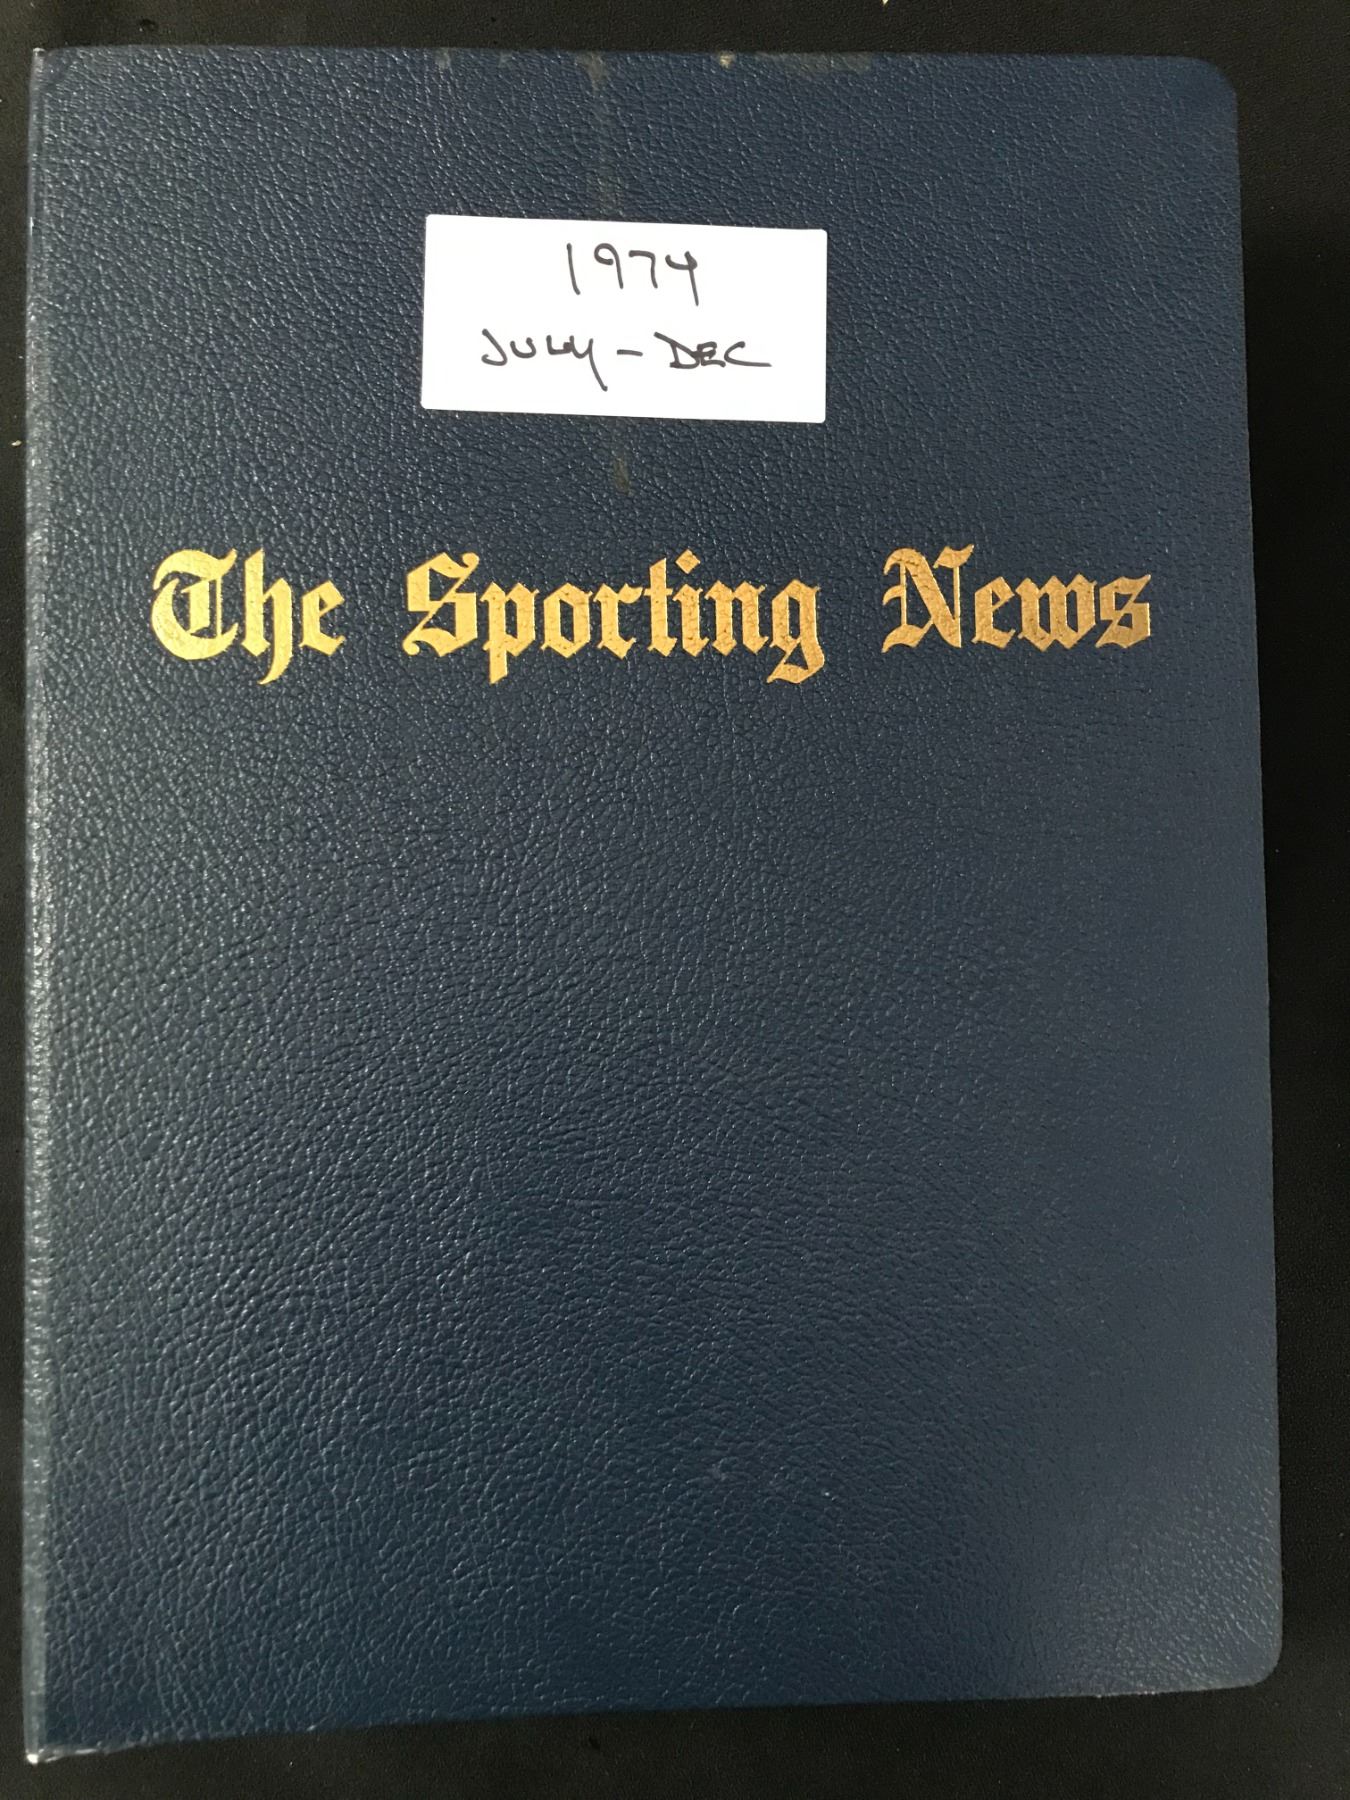 1974
JULY - DEC
The Sporting News